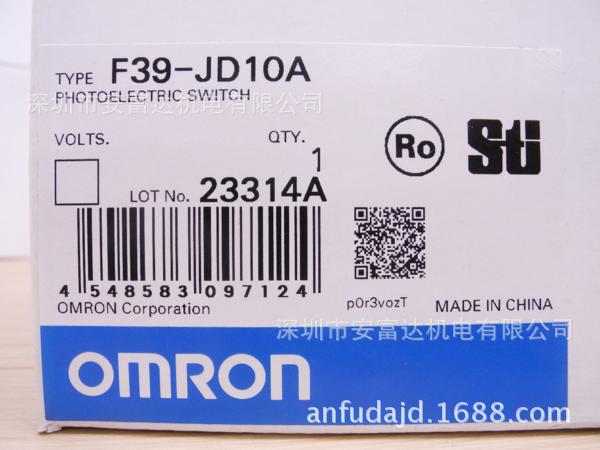 TYPE F39-JD10A
PHOTOELECTRIC SWITCH
深圳市安富达机电有限公司
VOLTS.
QTY.
1
Ro
Sti
LOT No. 23314A
4 548583 097124
p0r3vozT
OMRON Corporation
MADE IN CHINA
深圳市安富达机电有限公司
OMRON
anfudajd.1688.com